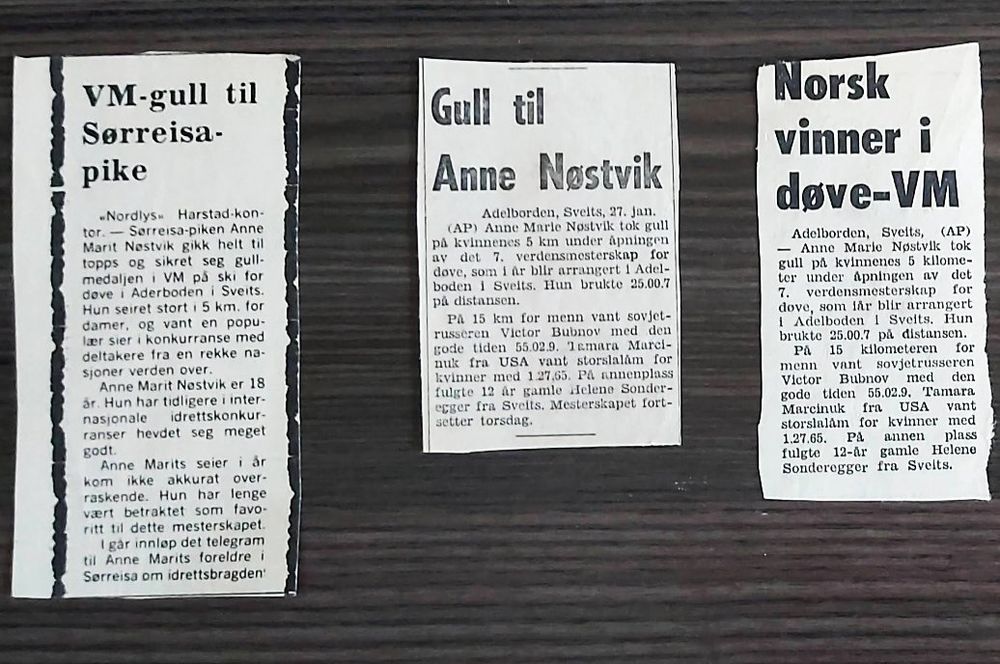 VM-gull til
Sørreisa-
pike
«Nordlys» Harstad-kon-
tor. — Sørreisa-piken Anne
Marit Nøstvik gikk helt til
topps og sikret seg gull-
medaljen i VM på ski for
døve i Aderboden i Sveits.
Hun seiret stort i 5 km. for
damer, og vant en popu-
lær sier i konkurranse med
deltakere fra en rekke na-
sjoner verden over.
Anne Marit Nøstvik er 18
år. Hun har tidligere i inter-
nasjonale idrettskonkur-
ranser hevdet seg meget
godt.
Anne Marits seier i år
kom ikke akkurat over-
raskende. Hun har lenge
vært betraktet som favo-
ritt til dette mesterskapet.
I går innløp det telegram
til Anne Marits foreldre i
Sørreisa om idrettsbragden!
Gull til
Anne Nøstvik
Adelborden, Sveits, 27. jan.
(AP) Anne Marie Nøstvik tok gull
på kvinnenes 5 km under åpningen
av det 7. verdensmesterskap for
døve, som i år blir arrangert i Adel-
boden i Sveits. Hun brukte 25.00.7
på distansen.
På 15 km for menn vant sovjet-
russeren Victor Bubnov med den
gode tiden 55.02.9. Tamara Marci-
nuk fra USA vant storslalåm for
kvinner med 1.27.65. På annenplass
fulgte 12 år gamle Helene Sonder-
egger fra Sveits. Mesterskapet fort-
setter torsdag.
Norsk
vinner i
døve-VM
Adelborden, Sveits, (AP)
— Anne Marie Nøstvik tok
gull på kvinnenes 5 kilome-
ter under åpningen av det
7. verdensmesterskap for
døve, som iår blir arrangert
i Adelboden i Sveits. Hun
brukte 25.00.7 på distansen.
På 15 kilometeren for
menn vant sovjetrusseren
Victor Bubnov med den
gode tiden 55.02.9. Tamara
Marcinuk fra USA vant
storslalåm for kvinner med
1.27.65. På annen plass
fulgte 12-år gamle Helene
Sonderegger fra Sveits.